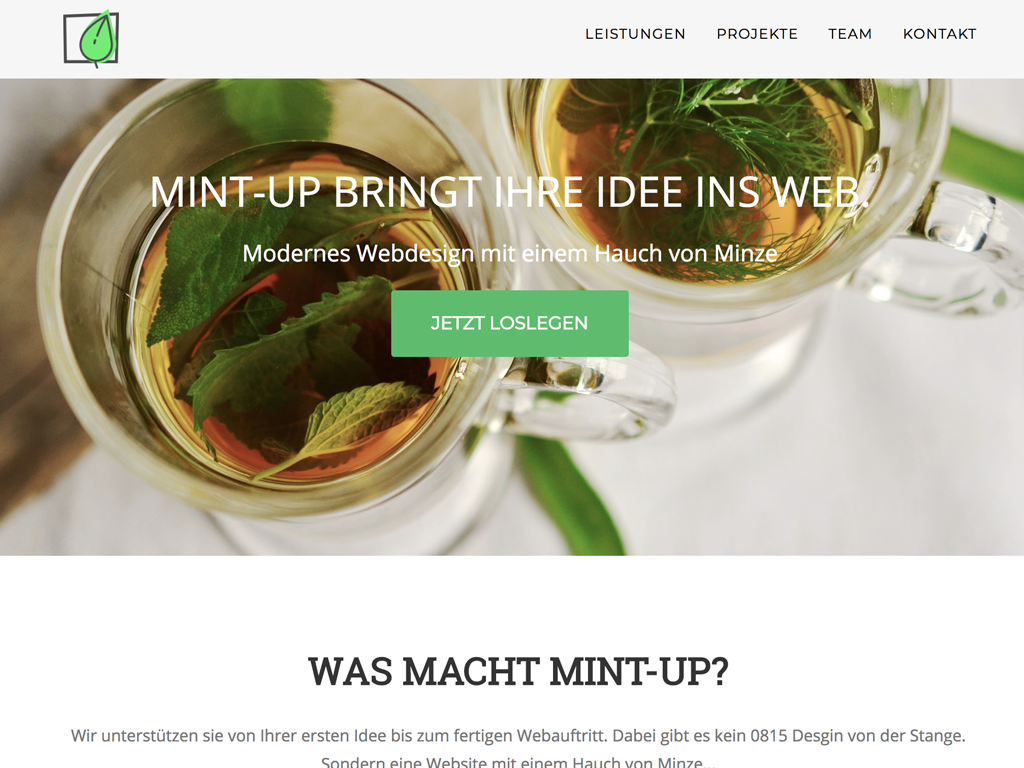 LEISTUNGEN PROJEKTE TEAM KONTAKT
MINT-UP BRINGT IHRE IDEE INS WEB.
Modernes Webdesign mit einem Hauch von Minze
JETZT LOSLEGEN
WAS MACHT MINT-UP?
Wir unterstützen sie von Ihrer ersten Idee bis zum fertigen Webauftritt. Dabei gibt es kein 0815 Desgin von der Stange.
Sondern eine Website mit einem Hauch von Minze...